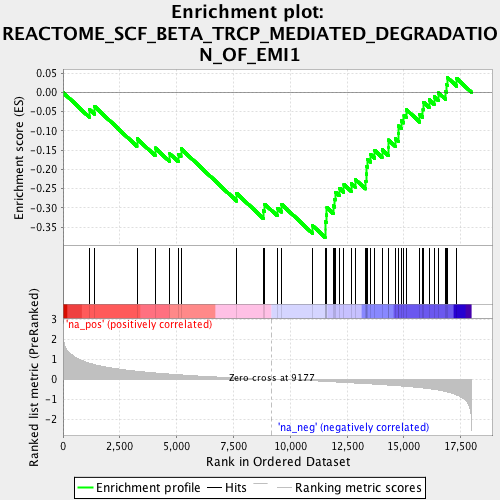 Enrichment plot:
REACTOME_SCF_BETA_TRCP_MEDIATED_DEGRADATIO
N_OF_EMI1
Enrichment score (ES)
0.05
0.00
-0.05
-0.10
-0.15
-0.20
-0.25
-0.30
-0.35
'na_pos' (positively correlated)
Ranked list metric (PreRanked)
3
2
1
0
-1
-2
Zero cross at 9177
'na_neg' (negatively correlated)
0
2,500
5,000
7,500
10,000
12,500
15,000
17,500
Rank in Ordered Dataset
Enrichment profile
Hits
Ranking metric scores